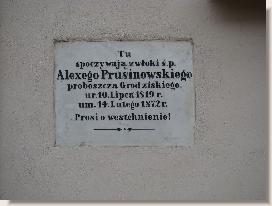 Tu
spoczywają zwłoki ś.p.
Alexego Prusinowskiego
proboszcza Grodziskiego.
ur. 10. Lipca 1819 r.
um. 14. Lutego 1872 r.
Prosi o westchnienie!